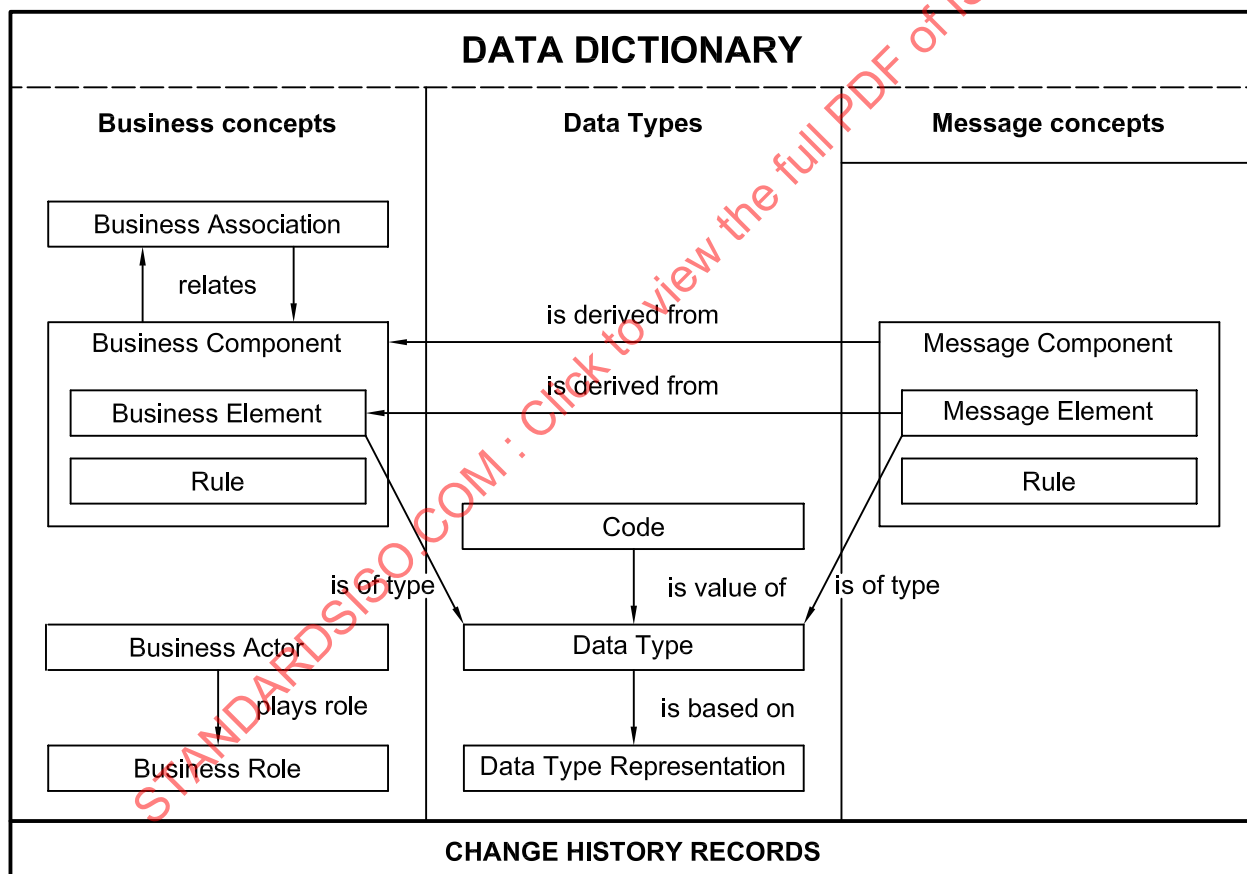 DATA DICTIONARY
Business concepts
Data Types
Message concepts
Business Association
relates
Business Component
Business Element
Rule
is derived from
is derived from
Message Component
Message Element
Rule
Code
is of type
is value of
is of type
Business Actor
Data Type
plays role
is based on
Business Role
Data Type Representation
CHANGE HISTORY RECORDS
STANDARDSISO.COM : Click to view the full PDF of